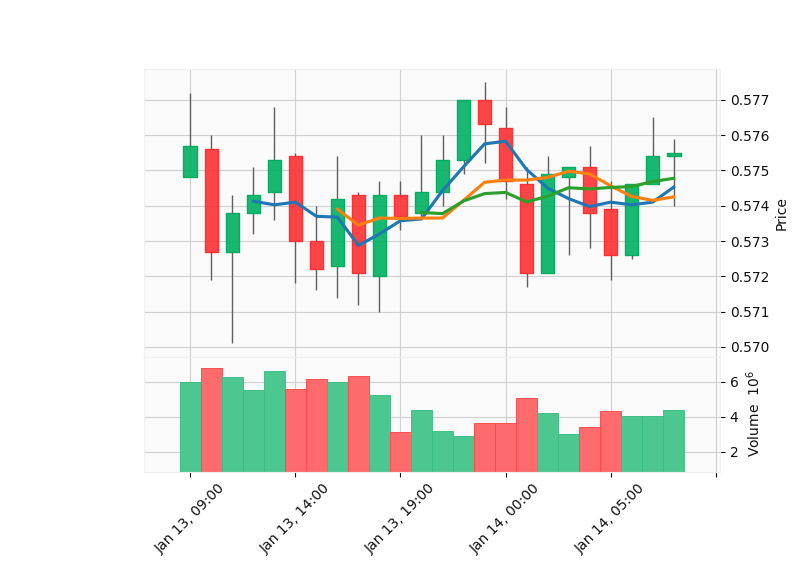 0.577
0.576
0.575
0.574
0.573
0.572
0.571
0.570
Price
6
4
2
Volume 10^6
Jan 13, 09:00
Jan 13, 14:00
Jan 13, 19:00
Jan 14, 00:00
Jan 14, 05:00